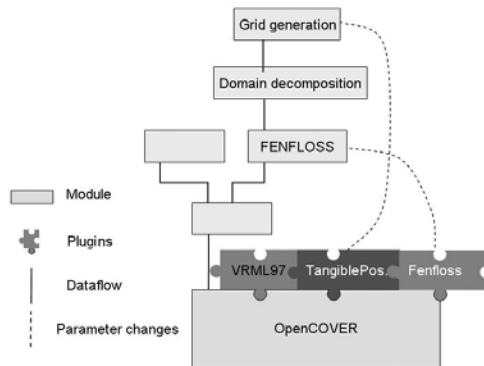 Grid generation
Domain decomposition
FENFLOSS
Module
Plugins
VRML97
TangiblePos.
Fenfloss
Dataflow
Parameter changes
OpenCOVER